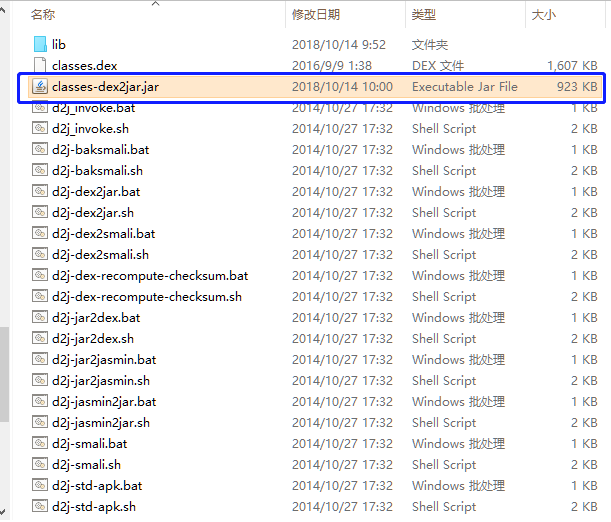 名称 修改日期 类型 大小
lib 2018/10/14 9:52 文件夹
classes.dex 2016/9/9 1:38 DEX 文件 1,607 KB
classes-dex2jar.jar 2018/10/14 10:00 Executable Jar File 923 KB
d2j_invoke.bat 2014/10/27 17:32 Windows 批处理 1 KB
d2j_invoke.sh 2014/10/27 17:32 Shell Script 2 KB
d2j-baksmali.bat 2014/10/27 17:32 Windows 批处理 1 KB
d2j-baksmali.sh 2014/10/27 17:32 Shell Script 2 KB
d2j-dex2jar.bat 2014/10/27 17:32 Windows 批处理 1 KB
d2j-dex2jar.sh 2014/10/27 17:32 Shell Script 2 KB
d2j-dex2smali.bat 2014/10/27 17:32 Windows 批处理 1 KB
d2j-dex2smali.sh 2014/10/27 17:32 Shell Script 2 KB
d2j-dex-recompute-checksum.bat 2014/10/27 17:32 Windows 批处理 1 KB
d2j-dex-recompute-checksum.sh 2014/10/27 17:32 Shell Script 2 KB
d2j-jar2dex.bat 2014/10/27 17:32 Windows 批处理 1 KB
d2j-jar2dex.sh 2014/10/27 17:32 Shell Script 2 KB
d2j-jar2jasmin.bat 2014/10/27 17:32 Windows 批处理 1 KB
d2j-jar2jasmin.sh 2014/10/27 17:32 Shell Script 2 KB
d2j-jasmin2jar.bat 2014/10/27 17:32 Windows 批处理 1 KB
d2j-jasmin2jar.sh 2014/10/27 17:32 Shell Script 2 KB
d2j-smali.bat 2014/10/27 17:32 Windows 批处理 1 KB
d2j-smali.sh 2014/10/27 17:32 Shell Script 2 KB
d2j-std-apk.bat 2014/10/27 17:32 Windows 批处理 1 KB
d2j-std-apk.sh 2014/10/27 17:32 Shell Script 2 KB